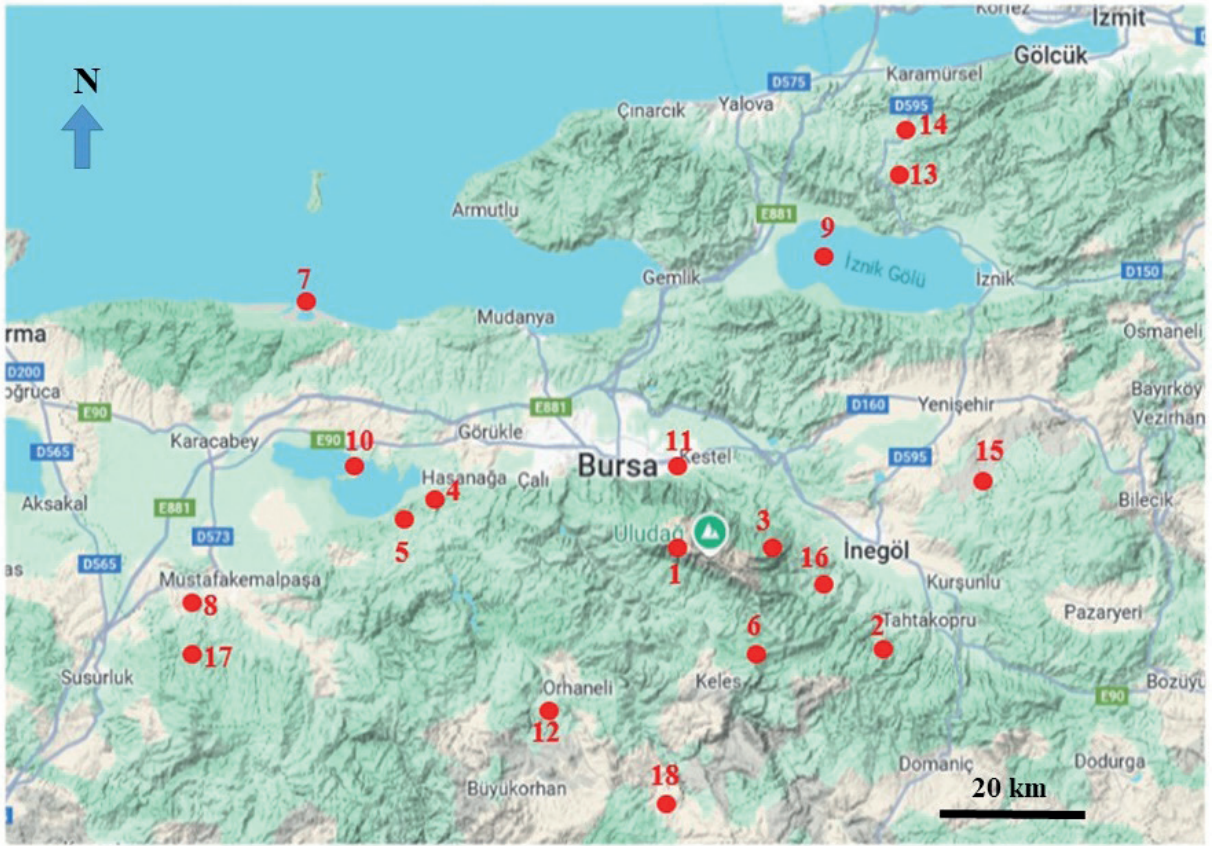 Körfez
İzmit
N
Gölcük
D575
Karamürsel
Çınarcık
Yalova
D595
14
13
Armutlu
E881
9
İznik Gölü
Gemlik
İznik
D150
7
Mudanya
rma
Osmaneli
D200
oğruca
Bayırköy
E90
E881
D160
Yenişehir
Vezirhan
Karacabey
E90
Görükle
10
11
Kestel
D565
Bursa
D595
15
Hasanağa
4
Çalı
Aksakal
E881
Bilecik
5
D573
Uludağ
3
İnegöl
D565
1
16
as
Mustafakemalpaşa
Kurşunlu
8
Pazaryeri
6
2
Tahtaköprü
17
Susurluk
Orhaneli
Keles
E90
Bozüyü
12
18
Domaniç
Dodurga
Büyükorhan
20 km